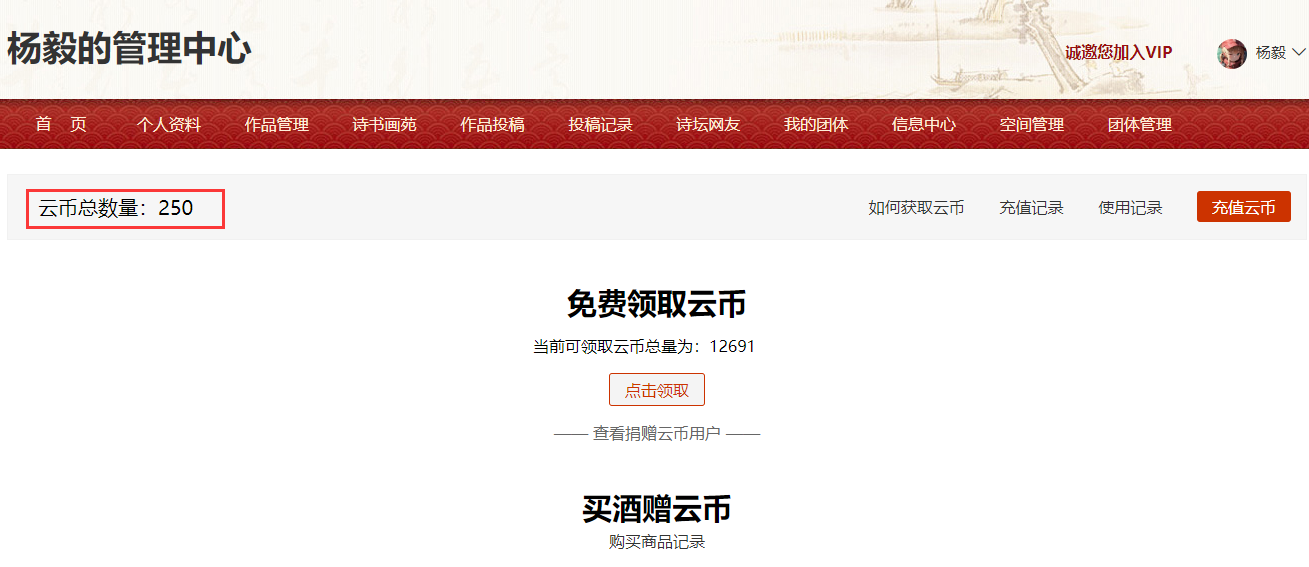 杨毅的管理中心
诚邀您加入VIP 杨毅
首 页 个人资料 作品管理 诗书画苑 作品投稿 投稿记录 诗坛网友 我的团体 信息中心 空间管理 团体管理
云币总数量：250 如何获取云币 充值记录 使用记录 充值云币
免费领取云币
当前可领取云币总量为：12691
点击领取
—— 查看捐赠云币用户 ——
买酒赠云币
购买商品记录